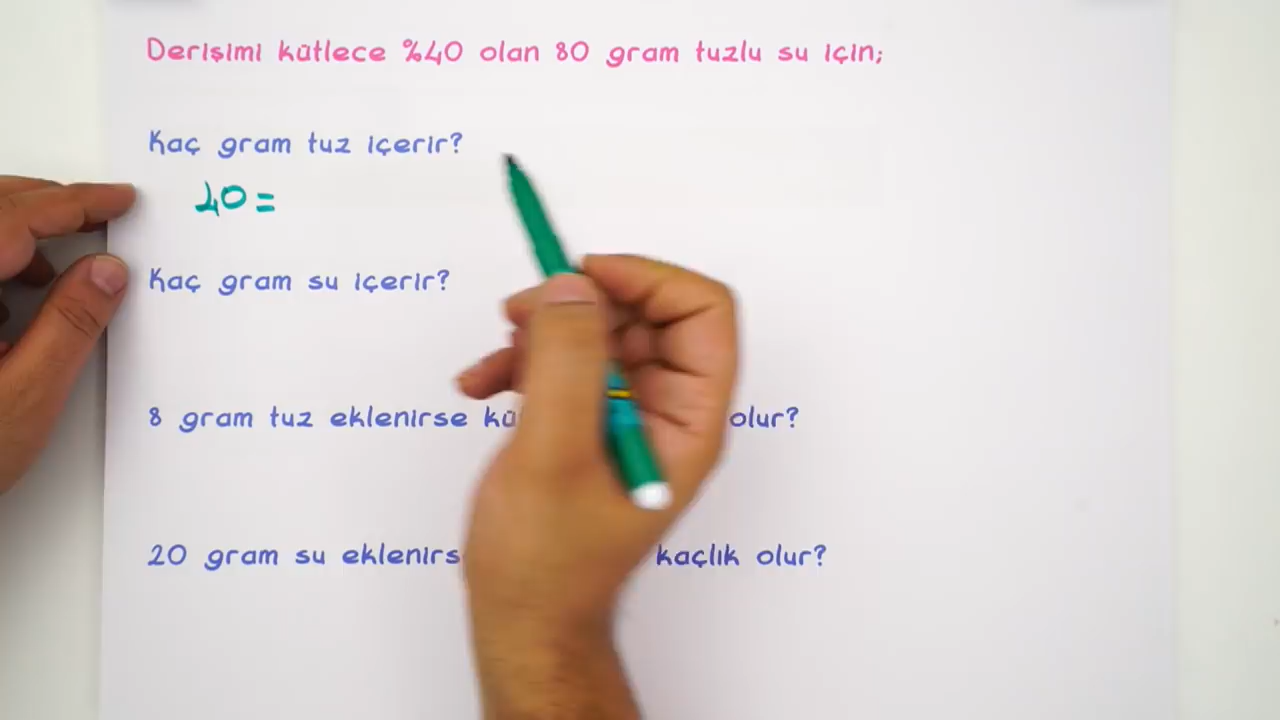 Derişimi kütlece %40 olan 80 gram tuzlu su için;
Kaç gram tuz içerir?
40=
Kaç gram su içerir?
8 gram tuz eklenirse olur?
20 gram su kaçlık olur?